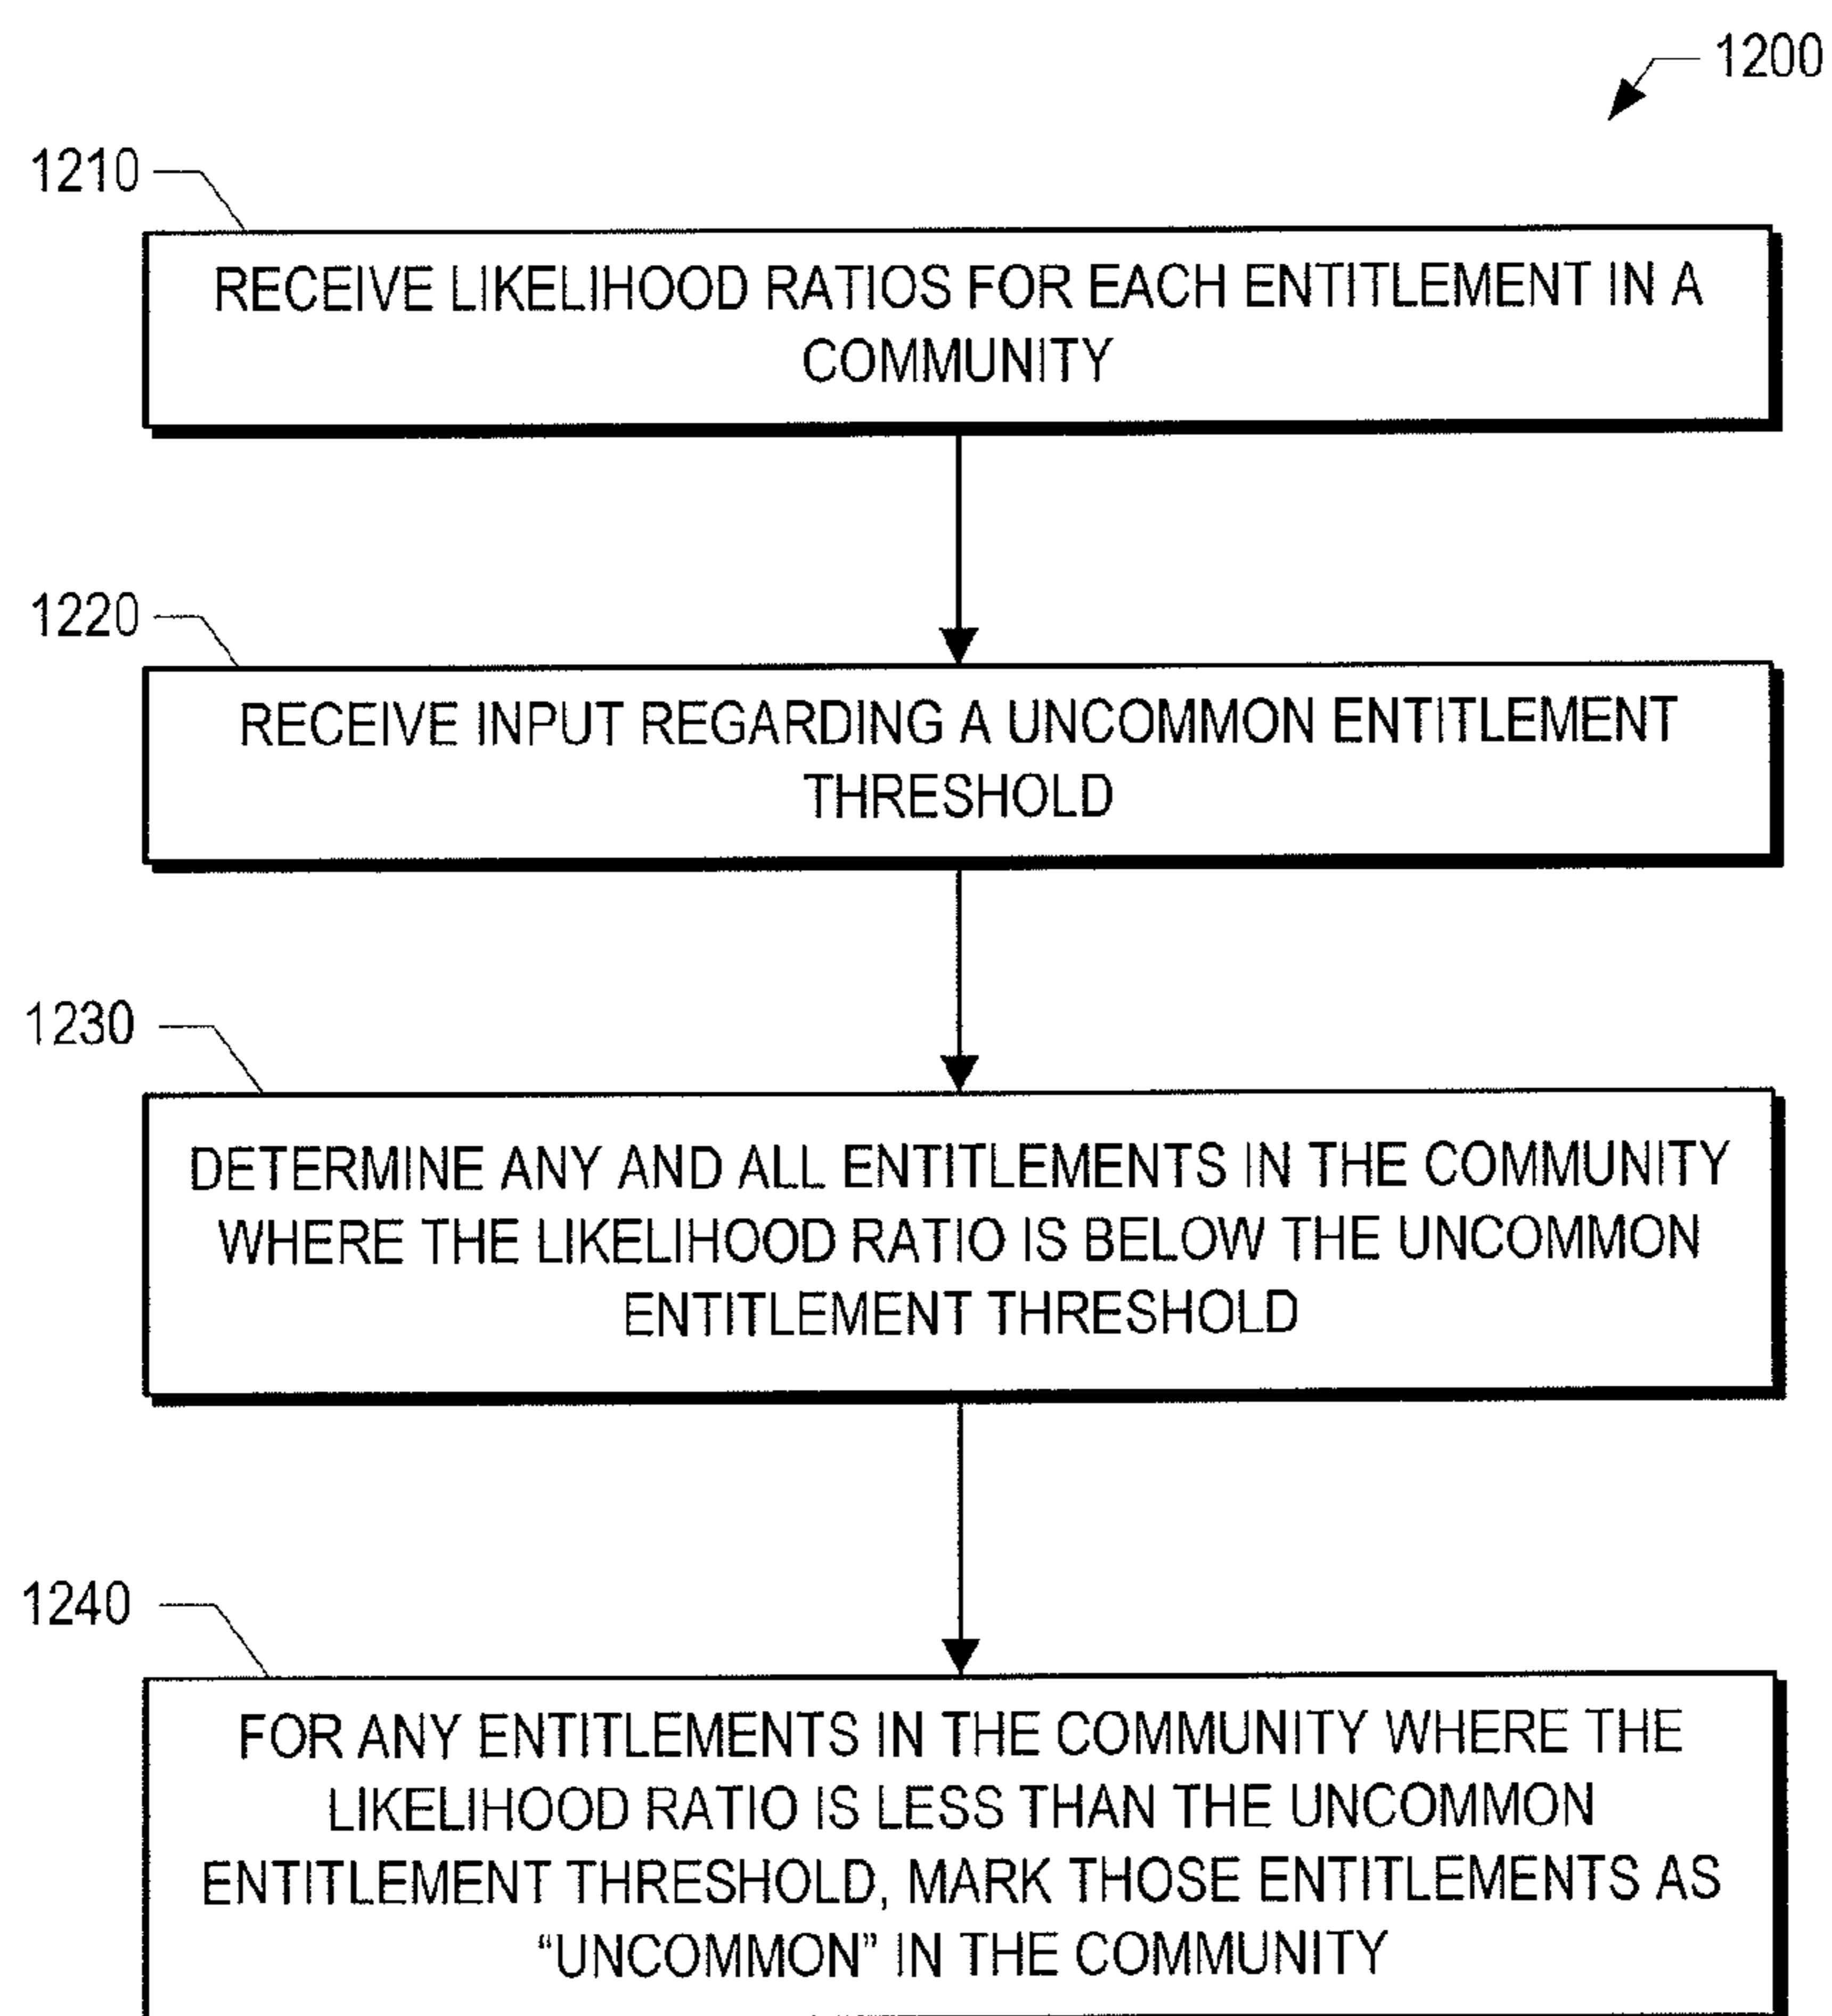 1200
1210
RECEIVE LIKELIHOOD RATIOS FOR EACH ENTITLEMENT IN A
COMMUNITY
1220
RECEIVE INPUT REGARDING A UNCOMMON ENTITLEMENT
THRESHOLD
1230
DETERMINE ANY AND ALL ENTITLEMENTS IN THE COMMUNITY
WHERE THE LIKELIHOOD RATIO IS BELOW THE UNCOMMON
ENTITLEMENT THRESHOLD
1240
FOR ANY ENTITLEMENTS IN THE COMMUNITY WHERE THE
LIKELIHOOD RATIO IS LESS THAN THE UNCOMMON
ENTITLEMENT THRESHOLD, MARK THOSE ENTITLEMENTS AS
“UNCOMMON” IN THE COMMUNITY